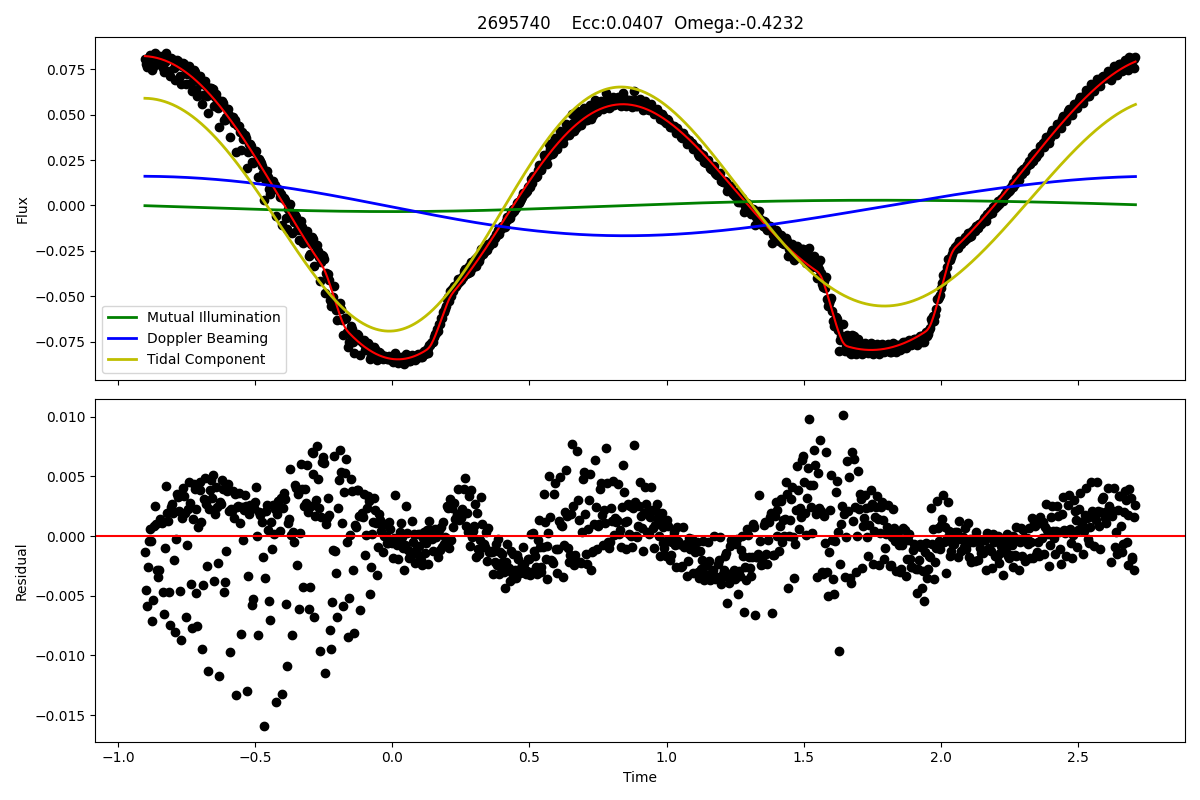 2695740    Ecc:0.0407  Omega:-0.4232
0.075
0.050
0.025
0.000
−0.025
−0.050
−0.075
Flux
Mutual Illumination
Doppler Beaming
Tidal Component
0.010
0.005
0.000
−0.005
−0.010
−0.015
Residual
−1.0 −0.5 0.0 0.5 1.0 1.5 2.0 2.5
Time